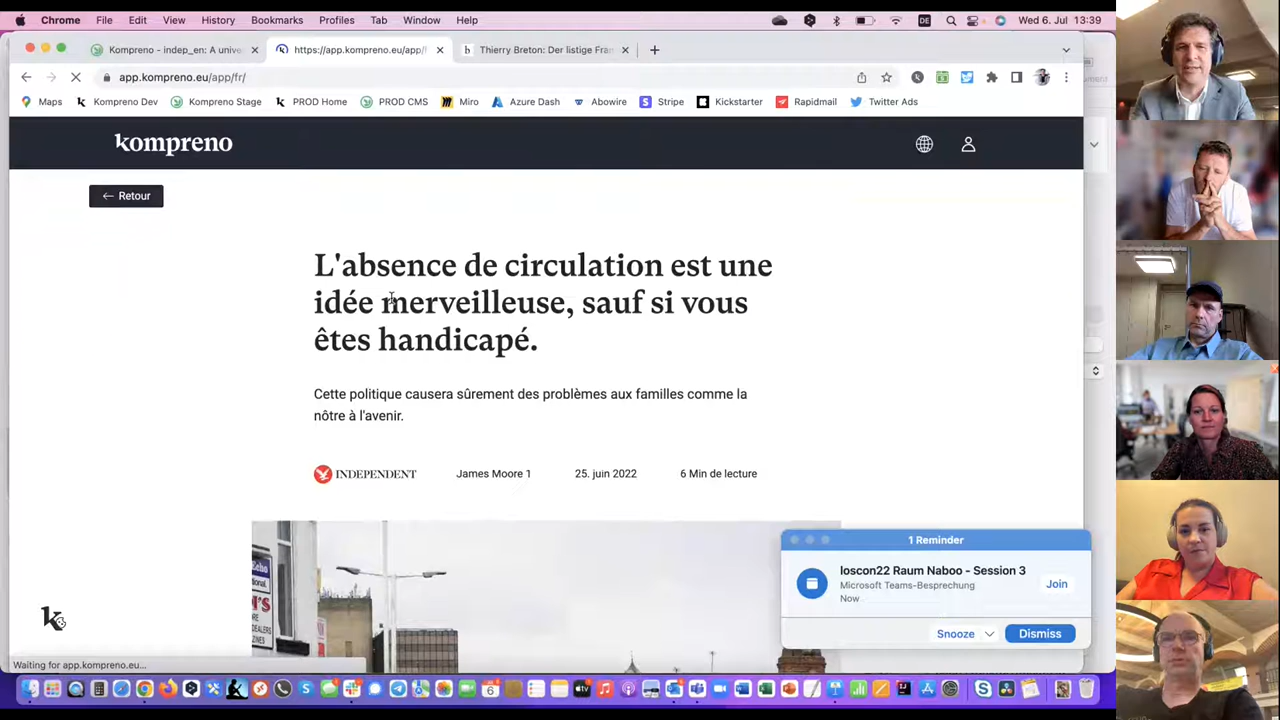 Chrome File Edit View History Bookmarks Profiles Tab Window Help DE Wed 6. Jul 13:39
Kompreno - indep_en: A unive × https://app.kompreno.eu/app/f × b Thierry Breton: Der listige Fran × +
app.kompreno.eu/app/fr/
Maps Kompreno Dev Kompreno Stage PROD Home PROD CMS Miro Azure Dash Abowire Stripe Kickstarter Rapidmail Twitter Ads
kompreno
← Retour
L'absence de circulation est une
idée merveilleuse, sauf si vous
êtes handicapé.
Cette politique causera sûrement des problèmes aux familles comme la
nôtre à l'avenir.
INDEPENDENT James Moore 1 25. juin 2022 6 Min de lecture
Echo
1 Reminder
loscon22 Raum Naboo - Session 3
Microsoft Teams-Besprechung
Now
Join
Snooze Dismiss
Waiting for app.kompreno.eu...